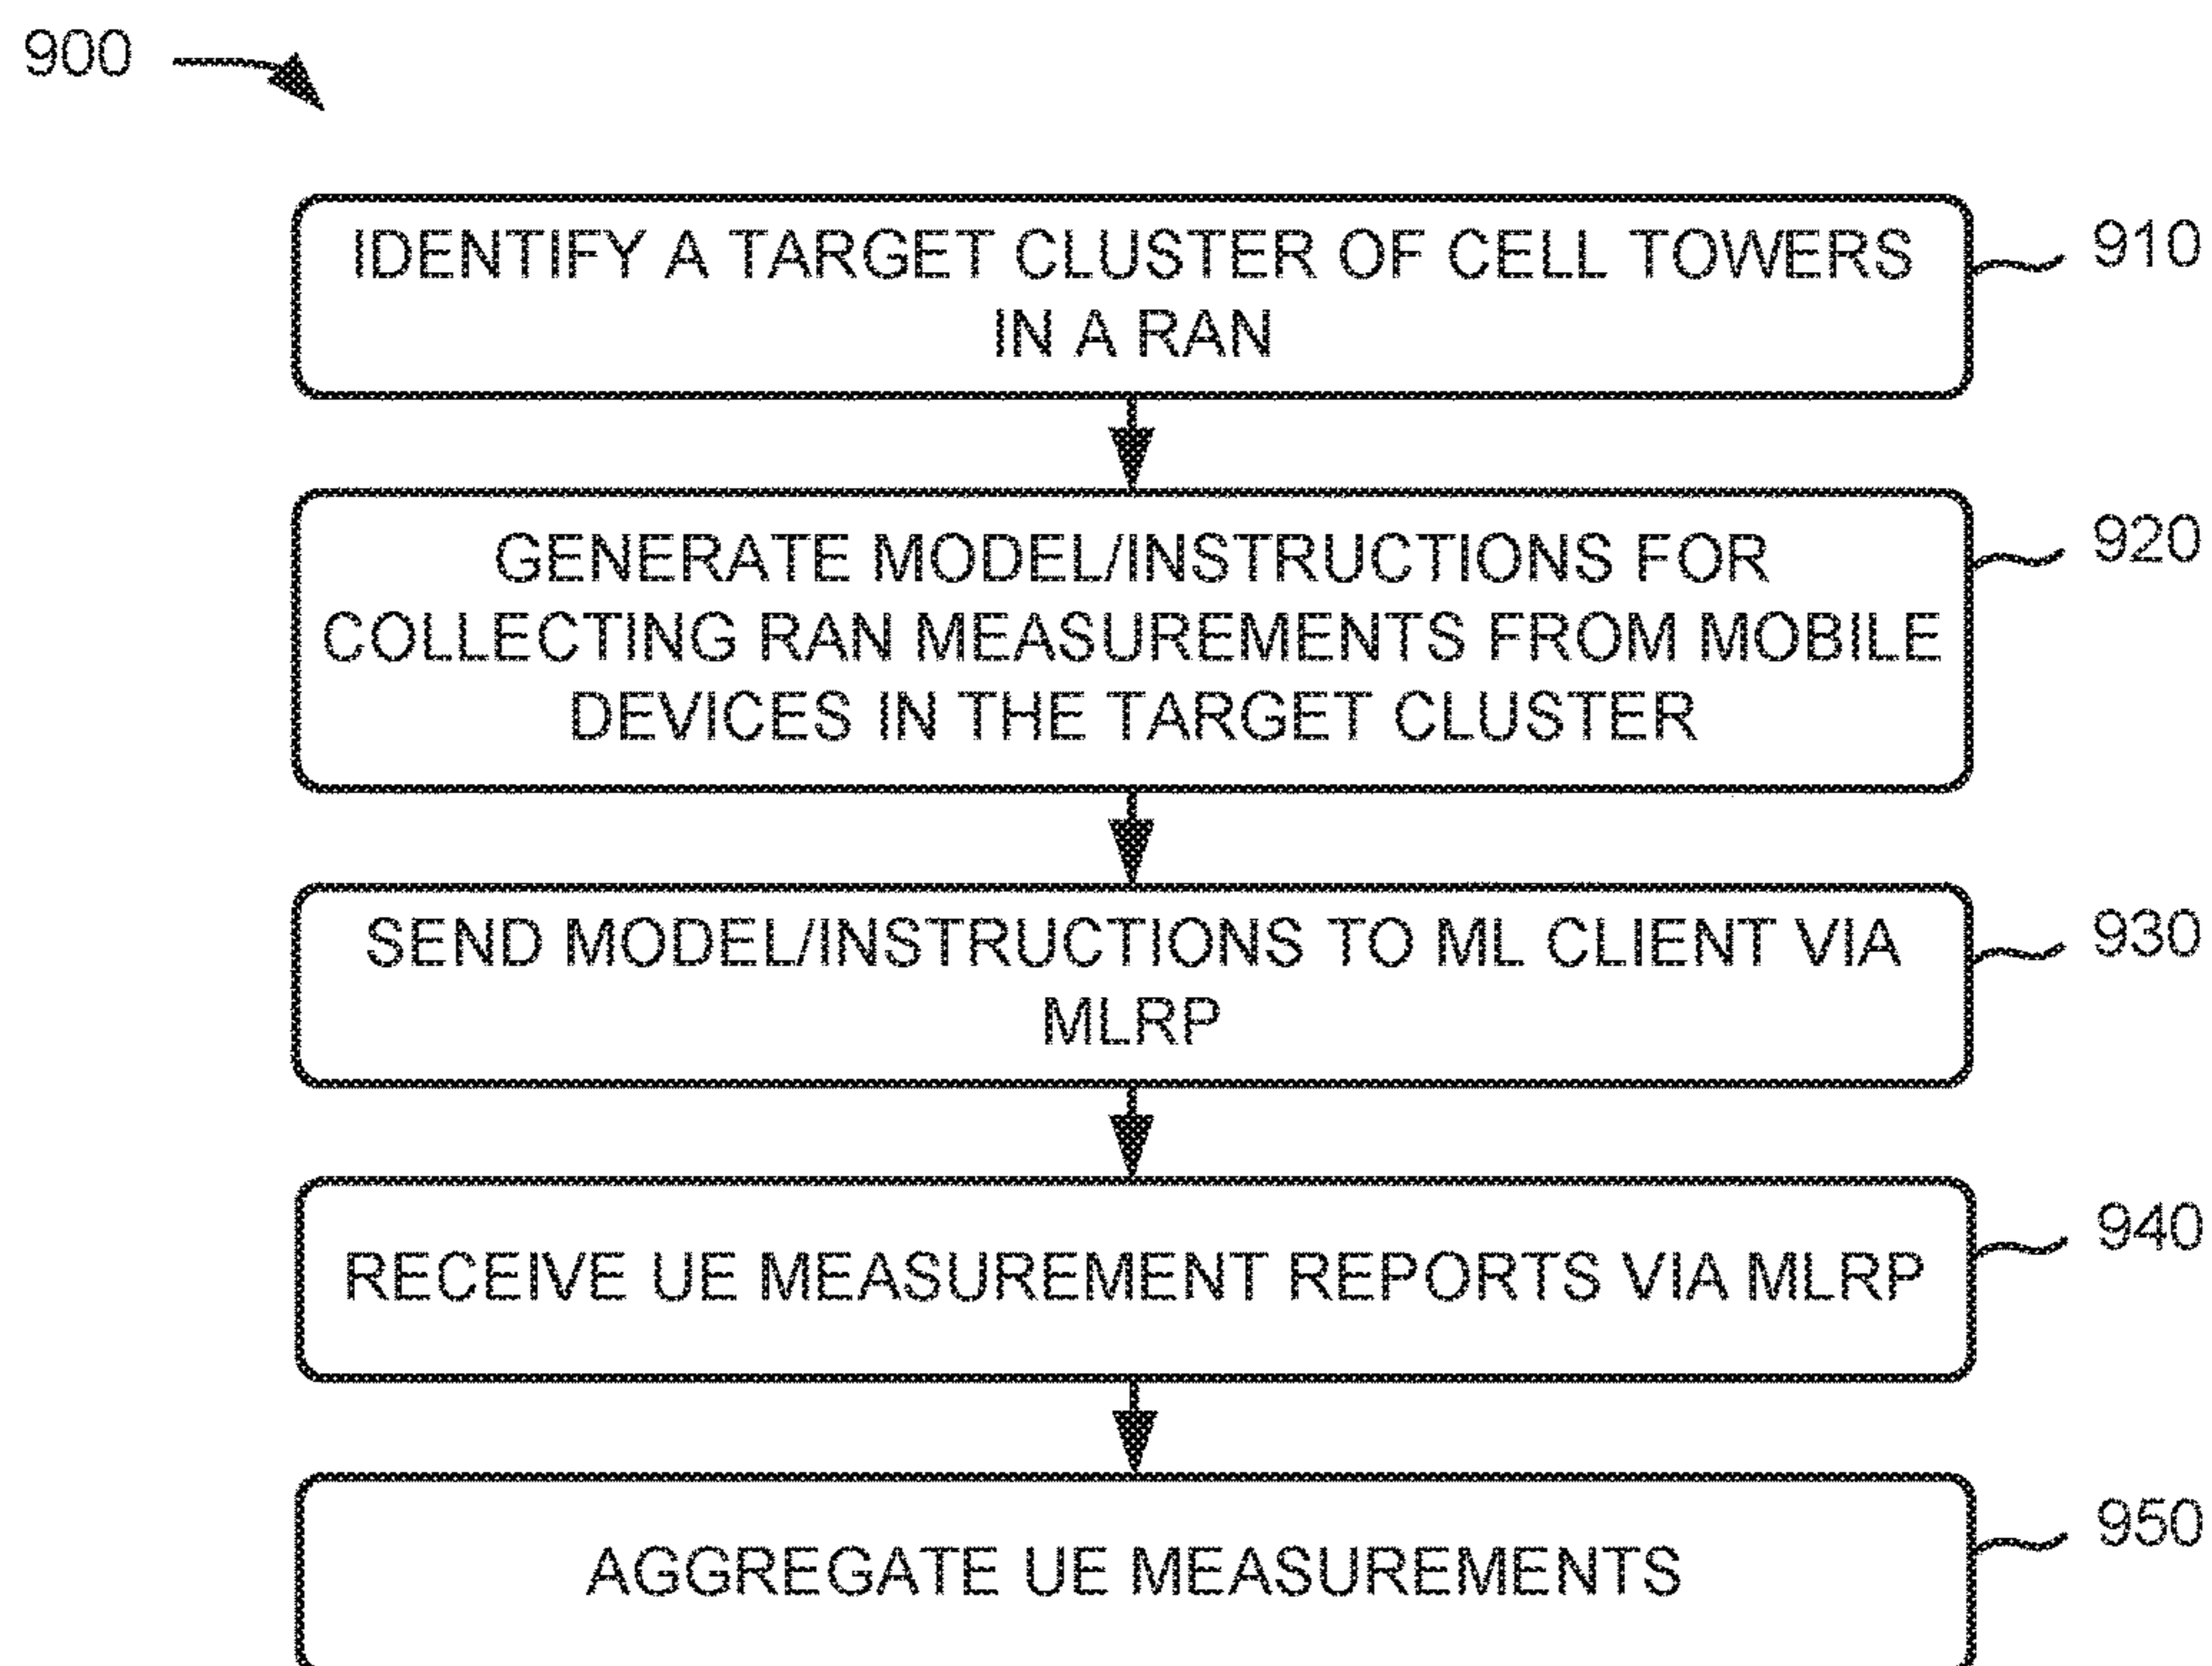 900
IDENTIFY A TARGET CLUSTER OF CELL TOWERS
IN A RAN
910
GENERATE MODEL/INSTRUCTIONS FOR
COLLECTING RAN MEASUREMENTS FROM MOBILE
DEVICES IN THE TARGET CLUSTER
920
SEND MODEL/INSTRUCTIONS TO ML CLIENT VIA
MLRP
930
RECEIVE UE MEASUREMENT REPORTS VIA MLRP
940
AGGREGATE UE MEASUREMENTS
950